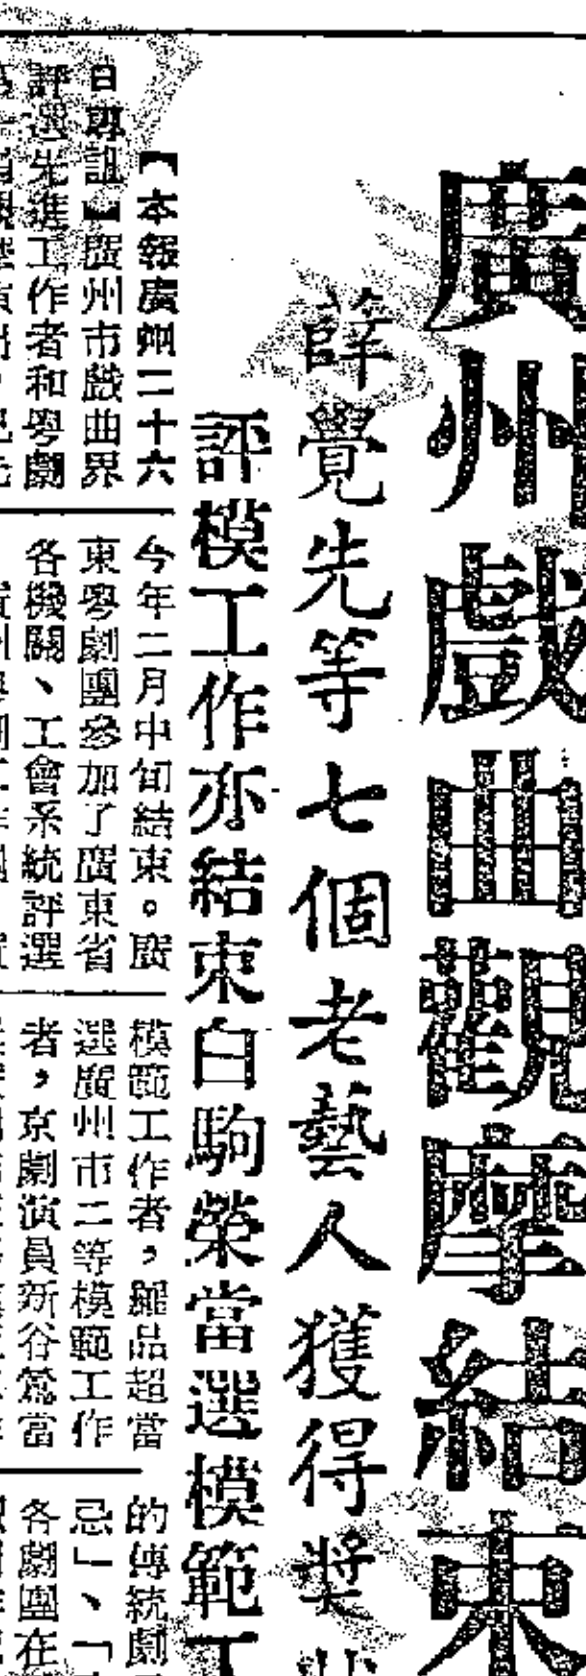 廣州戲曲觀摩結束
薛覺先等七個老藝人獲得獎狀
評模工作亦結束白駒榮當選模範工
【本報廣州二十六
日專訊】廣州市戲曲界
評選先進工作者和粵劇
今年二月中旬結束。廣
東粵劇團參加了廣東省
各機關、工會系統評選
模範工作者，羅品超當
選廣州市二等模範工作
者，京劇演員新谷鶯當
的傳統劇
忌」、「
各劇團在